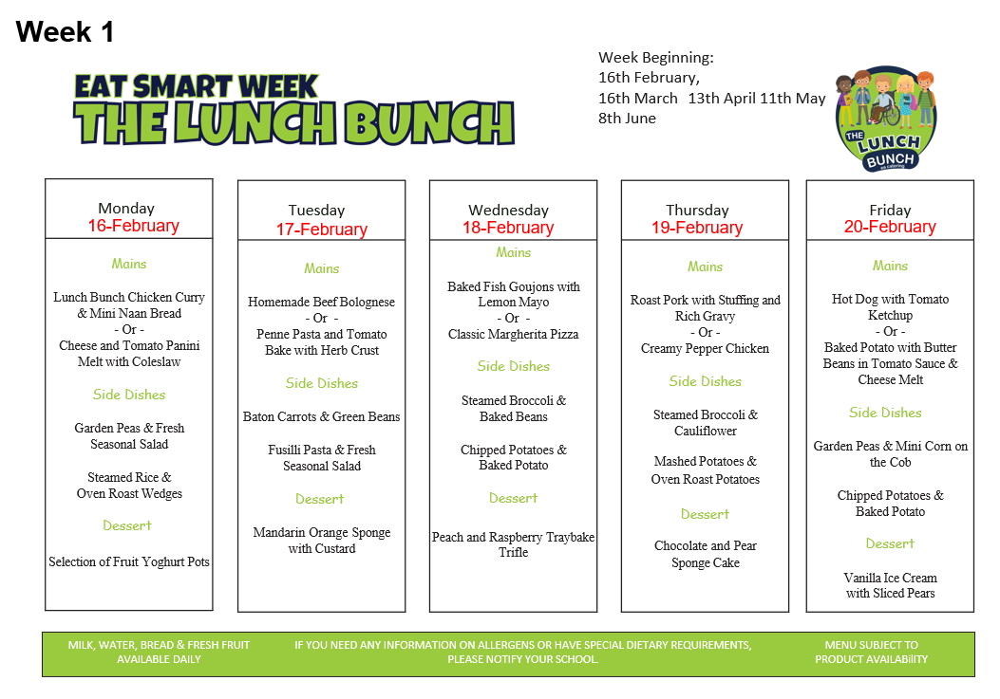 Week 1
EAT SMART WEEK
THE LUNCH BUNCH
Week Beginning:
16th February,
16th March 13th April 11th May
8th June
THE
LUNCH
BUNCH
Monday
16-February
Mains
Lunch Bunch Chicken Curry
& Mini Naan Bread
- Or -
Cheese and Tomato Panini
Melt with Coleslaw
Side Dishes
Garden Peas & Fresh
Seasonal Salad
Steamed Rice &
Oven Roast Wedges
Dessert
Selection of Fruit Yoghurt Pots
Tuesday
17-February
Mains
Homemade Beef Bolognese
- Or -
Penne Pasta and Tomato
Bake with Herb Crust
Side Dishes
Baton Carrots & Green Beans
Fusilli Pasta & Fresh
Seasonal Salad
Dessert
Mandarin Orange Sponge
with Custard
Wednesday
18-February
Mains
Baked Fish Goujons with
Lemon Mayo
- Or -
Classic Margherita Pizza
Side Dishes
Steamed Broccoli &
Baked Beans
Chipped Potatoes &
Baked Potato
Dessert
Peach and Raspberry Traybake
Trifle
Thursday
19-February
Mains
Roast Pork with Stuffing and
Rich Gravy
- Or -
Creamy Pepper Chicken
Side Dishes
Steamed Broccoli &
Cauliflower
Mashed Potatoes &
Oven Roast Potatoes
Dessert
Chocolate and Pear
Sponge Cake
Friday
20-February
Mains
Hot Dog with Tomato
Ketchup
- Or -
Baked Potato with Butter
Beans in Tomato Sauce &
Cheese Melt
Side Dishes
Garden Peas & Mini Corn on
the Cob
Chipped Potatoes &
Baked Potato
Dessert
Vanilla Ice Cream
with Sliced Pears
MILK, WATER, BREAD & FRESH FRUIT
AVAILABLE DAILY
IF YOU NEED ANY INFORMATION ON ALLERGENS OR HAVE SPECIAL DIETARY REQUIREMENTS,
PLEASE NOTIFY YOUR SCHOOL.
MENU SUBJECT TO
PRODUCT AVAILABilITY